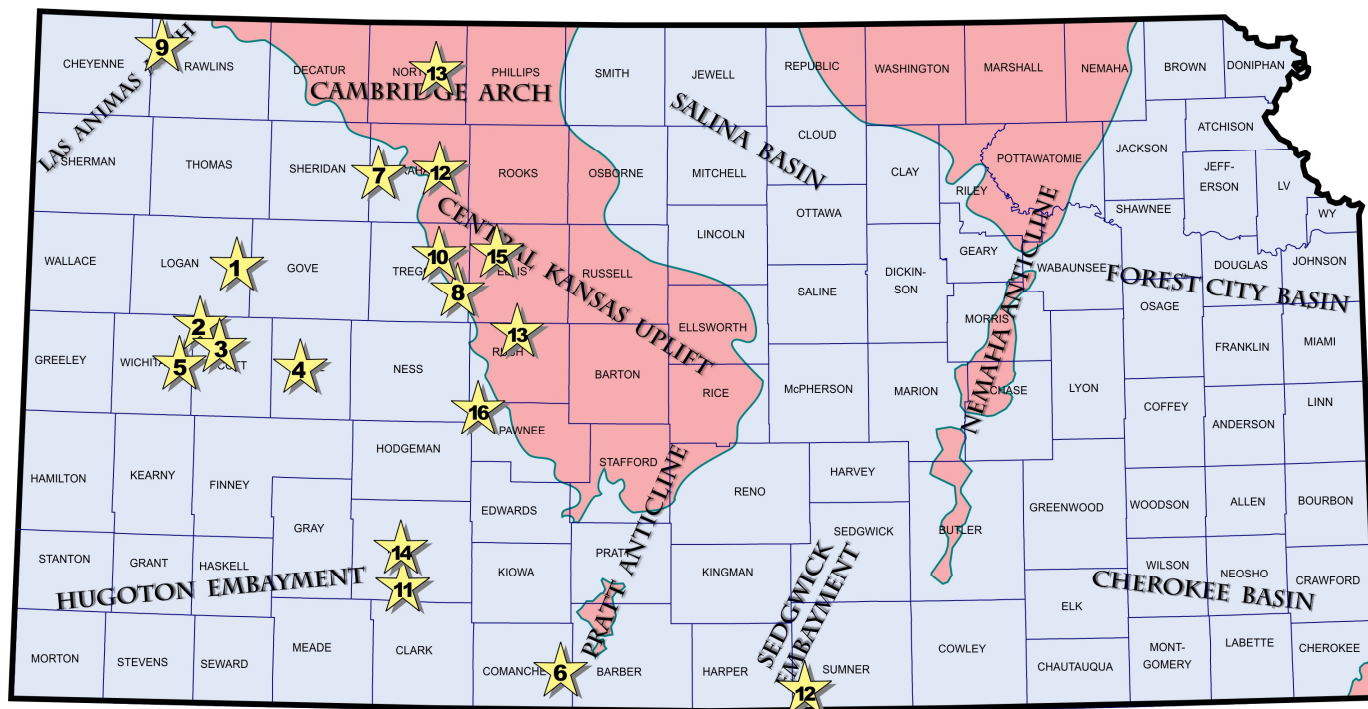 CHEYENNE
9
RAWLINS
DECATUR
13
PHILLIPS
SMITH
JEWELL
REPUBLIC
WASHINGTON
MARSHALL
NEMAHA
BROWN
DONIPHAN
LAS ANIMAS
CAMBRIDGE ARCH
SALINA BASIN
CLOUD
ATCHISON
SHERMAN
THOMAS
SHERIDAN
7
12
ROOKS
OSBORNE
MITCHELL
CLAY
RILEY
POTTAWATOMIE
JACKSON
JEFF-
ERSON
LV
OTTAWA
SHAWNEE
WY
CENTRAL KANSAS UPLIFT
LINCOLN
NEMAHA ANTICLINE
GEARY
WALLACE
LOGAN
1
GOVE
10
15
RUSSELL
8
SALINE
DICKIN-
SON
WABAUNSEE
DOUGLAS
JOHNSON
FOREST CITY BASIN
OSAGE
MORRIS
2
3
5
4
13
ELLSWORTH
GREELEY
NESS
BARTON
RICE
McPHERSON
MARION
CHASE
LYON
FRANKLIN
MIAMI
COFFEY
ANDERSON
LINN
16
PAWNEE
HODGEMAN
STAFFORD
HAMILTON
KEARNY
FINNEY
RENO
HARVEY
GRAY
EDWARDS
SEDGWICK
BUTLER
GREENWOOD
WOODSON
ALLEN
BOURBON
STANTON
GRANT
HASKELL
14
11
KIOWA
PRATT
PRATT ANTICLINE
KINGMAN
SEDGWICK
EMBAYMENT
HUGOTON EMBAYMENT
WILSON
NEOSHO
CRAWFORD
CHEROKEE BASIN
ELK
MORTON
STEVENS
SEWARD
MEADE
CLARK
COMANCHE
6
BARBER
HARPER
12
SUMNER
COWLEY
CHAUTAUQUA
MONT-
GOMERY
LABETTE
CHEROKEE